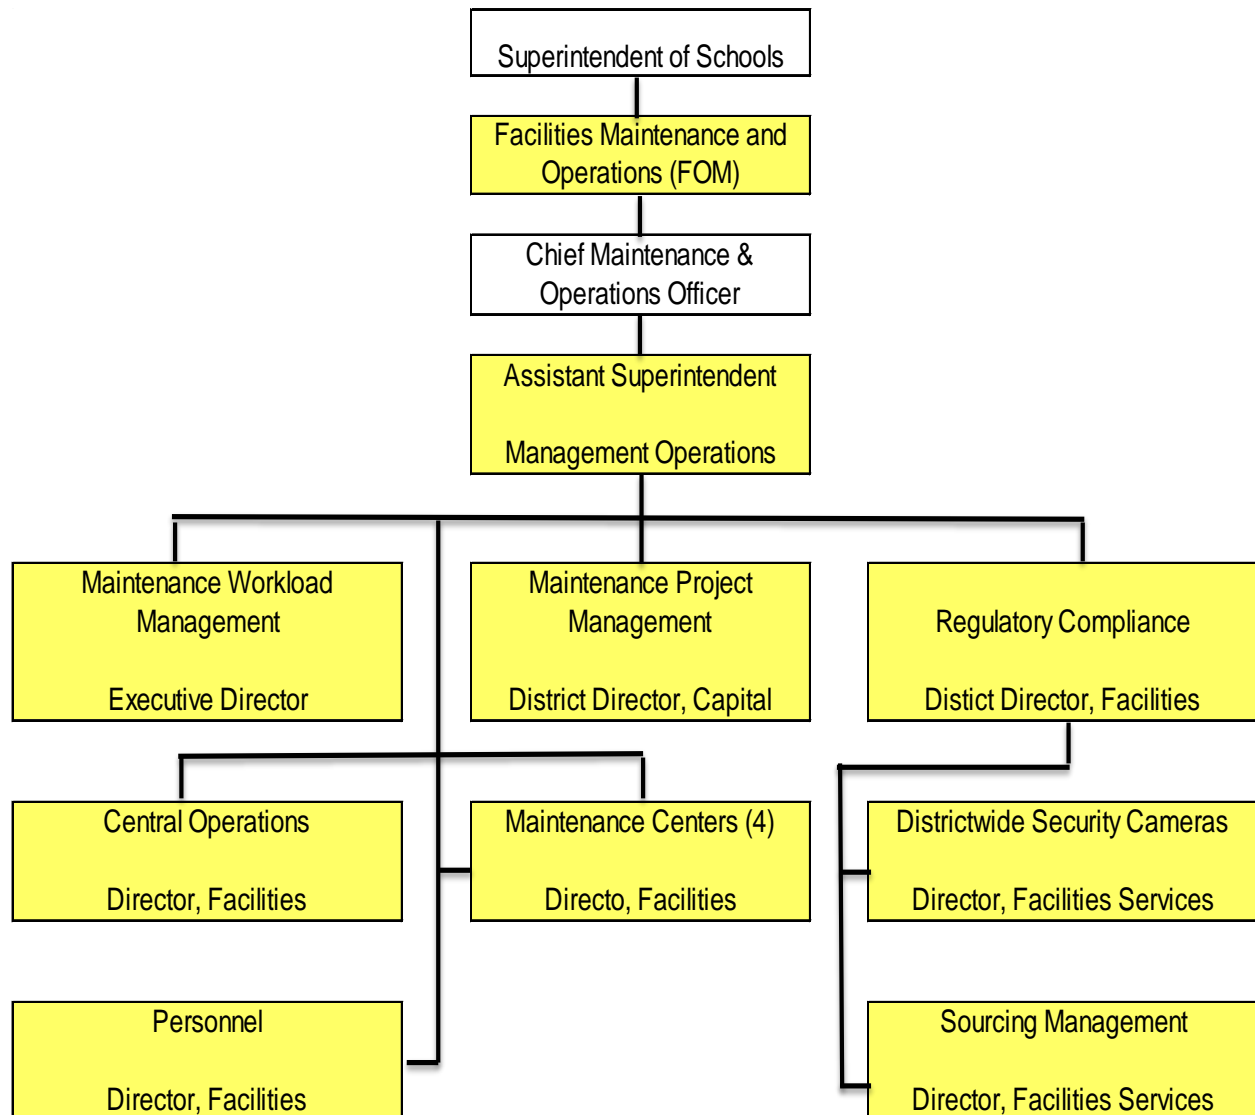 Superintendent of Schools
Facilities Maintenance and
Operations (FOM)
Chief Maintenance &
Operations Officer
Assistant Superintendent
Management Operations
Maintenance Workload
Management
Executive Director
Maintenance Project
Management
District Director, Capital
Regulatory Compliance
Distict Director, Facilities
Central Operations
Director, Facilities
Maintenance Centers (4)
Directo, Facilities
Districtwide Security Cameras
Director, Facilities Services
Personnel
Director, Facilities
Sourcing Management
Director, Facilities Services